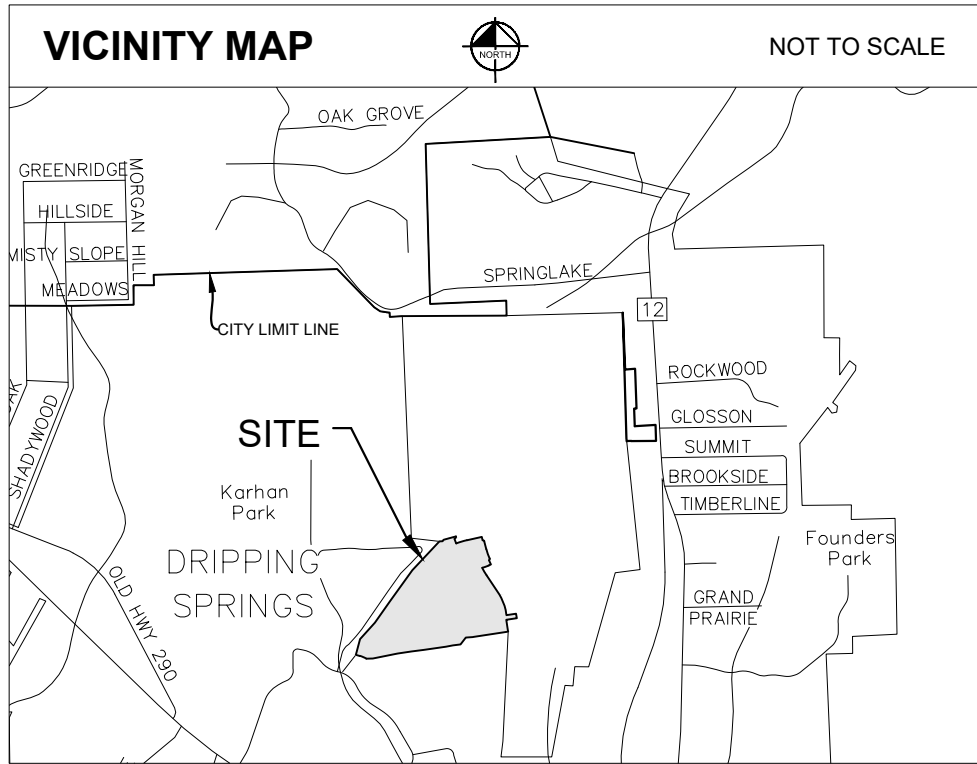 VICINITY MAP
NORTH
NOT TO SCALE
OAK GROVE
GREENRIDGE
MORGAN HILL
HILLSIDE
MISTY SLOPE
MEADOWS
SPRINGLAKE
CITY LIMIT LINE
12
ROCKWOOD
GLOSSON
SUMMIT
BROOKSIDE
TIMBERLINE
SITE
SHADYWOOD
Karhan
Park
Founders
Park
DRIPPING
SPRINGS
OLD HWY 290
GRAND
PRAIRIE